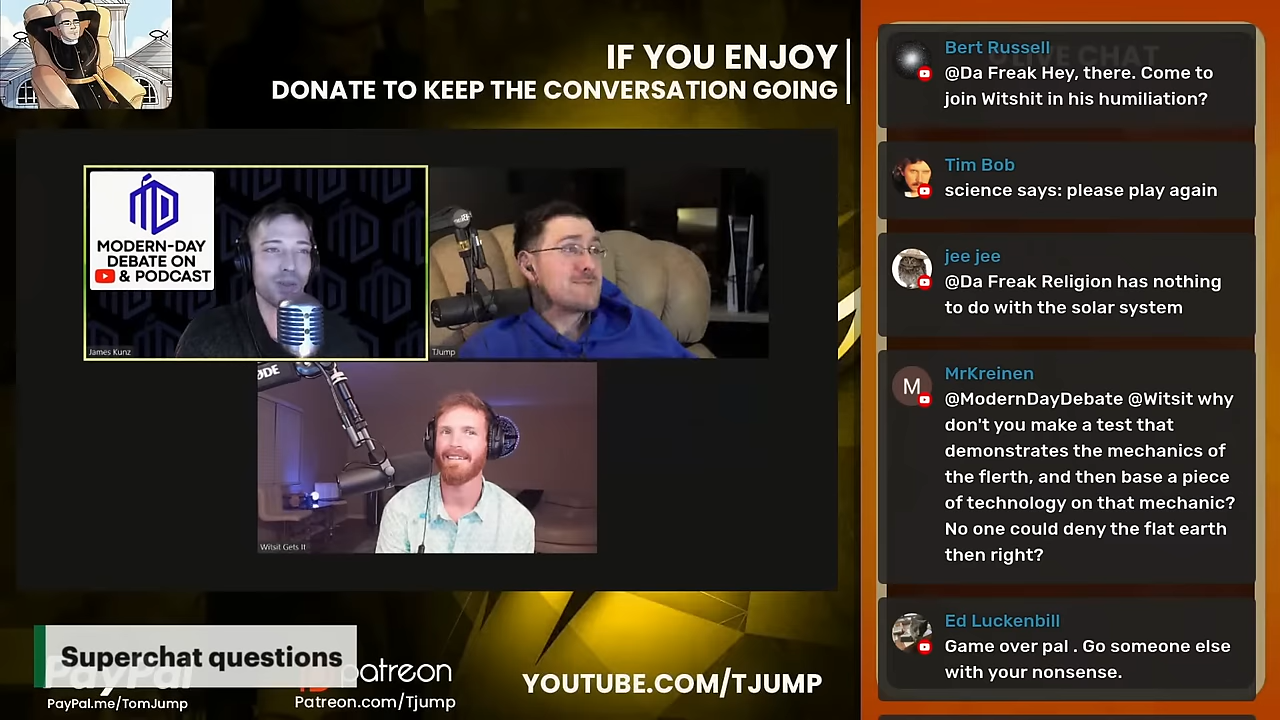 IF YOU ENJOY
DONATE TO KEEP THE CONVERSATION GOING
MODERN-DAY
DEBATE ON
& PODCAST
James Kunz
TJump
Witsit Gets It
Superchat questions
PayPal
patreon
PayPal.me/TomJump
Patreon.com/Tjump
YOUTUBE.COM/TJUMP
LIVE CHAT
Bert Russell
@Da Freak Hey, there. Come to
join Witshit in his humiliation?
Tim Bob
science says: please play again
jee jee
@Da Freak Religion has nothing
to do with the solar system
M
MrKreinen
@ModernDayDebate @Witsit why
don't you make a test that
demonstrates the mechanics of
the flerth, and then base a piece
of technology on that mechanic?
No one could deny the flat earth
then right?
Ed Luckenbill
Game over pal . Go someone else
with your nonsense.